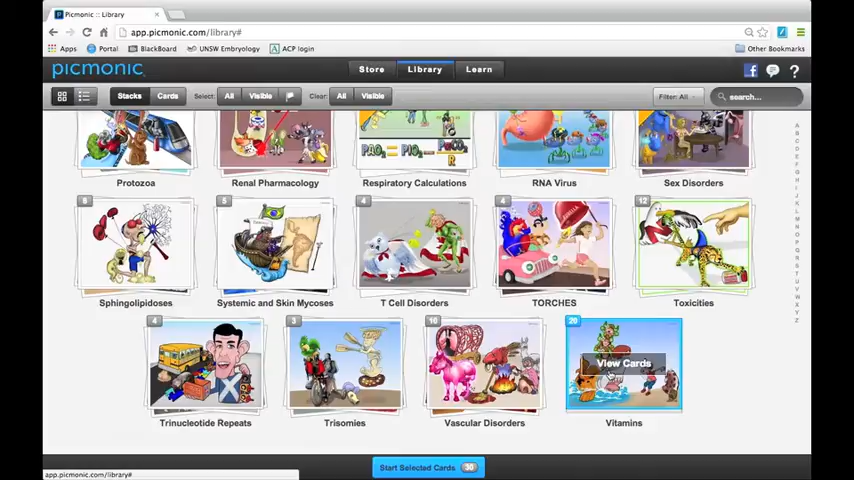 Picmonic :: Library
app.picmonic.com/library#
Apps Portal BlackBoard UNSW Embryology ACP login Other Bookmarks
picmonic Store Library Learn
Stacks Cards Select: All Visible Clear: All Visible Filter: All search...
Protozoa Renal Pharmacology Respiratory Calculations RNA Virus Sex Disorders
8 5 4 4 12
Sphingolipidoses Systemic and Skin Mycoses T Cell Disorders TORCHES Toxicities
4 3 10 20
View Cards
Trinucleotide Repeats Trisomies Vascular Disorders Vitamins
Start Selected Cards 30
app.picmonic.com/library#